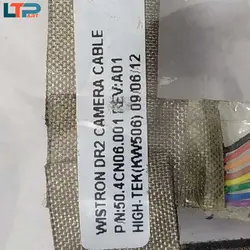 LTP
WISTRON DR2 CAMERA CABLE
P/N:50.4CN06.001 REV:A01
HIGH-TEK(KW506) 09/06/12